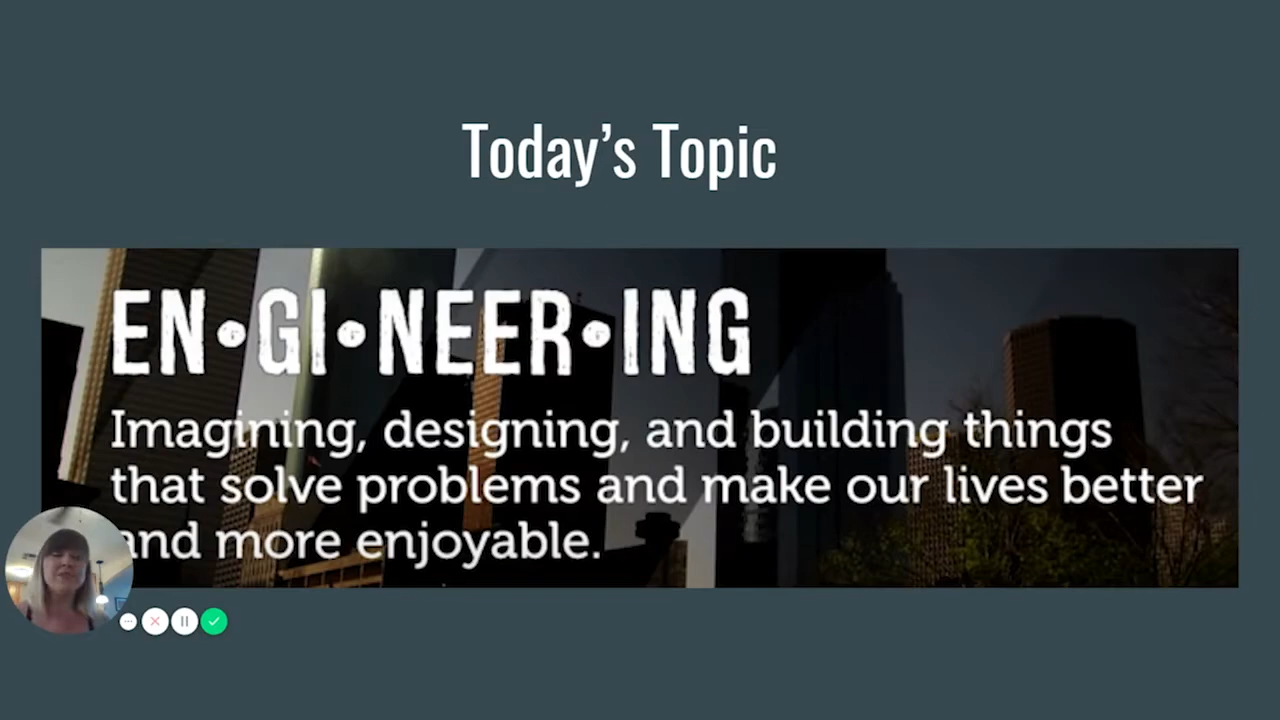 Today's Topic
EN•GI•NEER•ING
Imagining, designing, and building things
that solve problems and make our lives better
and more enjoyable.